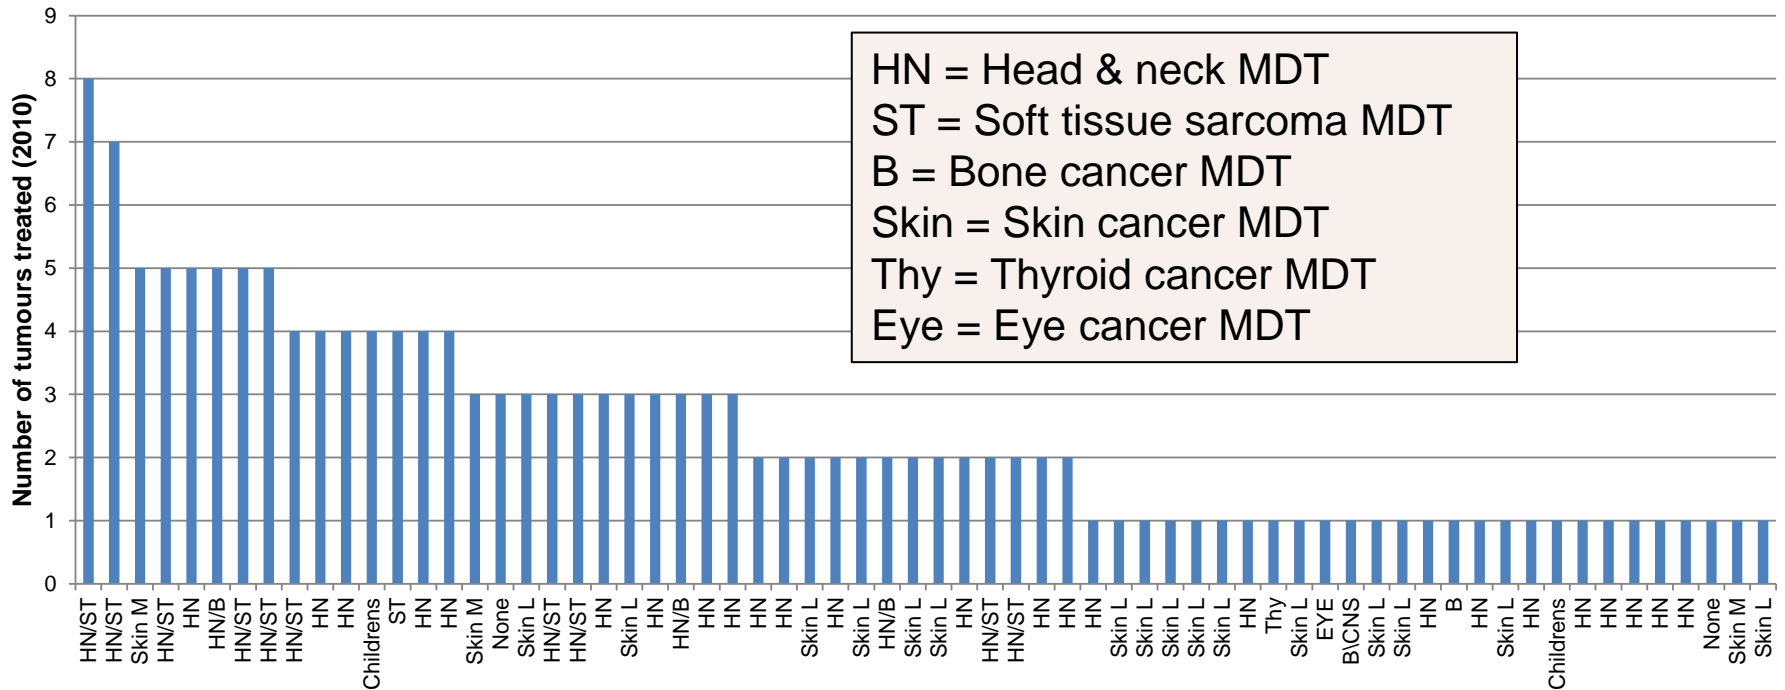 9
8
7
6
5
4
3
2
1
0
Number of tumours treated (2010)
HN = Head & neck MDT
ST = Soft tissue sarcoma MDT
B = Bone cancer MDT
Skin = Skin cancer MDT
Thy = Thyroid cancer MDT
Eye = Eye cancer MDT
HN/ST
HN/ST
Skin M
HN/ST
HN
HN/B
HN/ST
HN/ST
HN/ST
HN
HN
Childrens
ST
HN
HN
Skin M
None
Skin L
HN/ST
HN/ST
HN
Skin L
HN
HN/B
HN
HN
HN
HN
Skin L
HN
Skin L
HN/B
Skin L
Skin L
HN
HN/ST
HN/ST
HN
HN
HN
Skin L
Skin L
Skin L
Skin L
Skin L
HN
Thy
Skin L
EYE
B\CNS
Skin L
Skin L
HN
B
HN
Skin L
HN
Childrens
HN
HN
HN
HN
HN
None
Skin M
Skin L